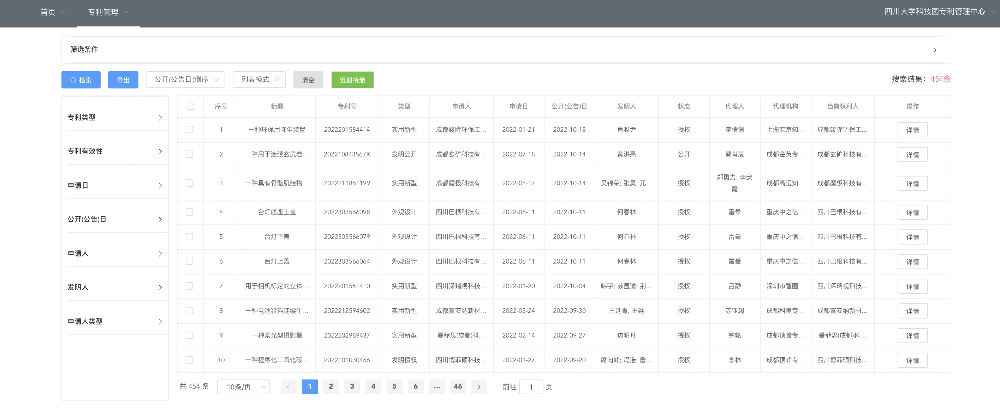 首页 专利管理 四川大学科技园专利管理中心
筛选条件
检索 导出 公开/公告日(倒序 列表模式 清空 近期待缴 搜索结果：454条
专利类型
专利有效性
申请日
公开(公告)日
申请人
发明人
申请人类型
序号 标题 专利号 类型 申请人 申请日 公开(公告)日 发明人 状态 代理人 代理机构 当前权利人 操作
1 一种环保用降尘装置 2022201584414 实用新型 成都竣隆环保工... 2022-01-21 2022-10-18 肖雅尹 授权 李倩倩 上海宏京知... 成都竣隆环保工... 详情
2 一种用于连续玄武岩... 202210843567X 发明公开 成都玄矿科技有... 2022-07-18 2022-10-14 黄洪果 公开 郭肖凌 成都金英专... 成都玄矿科技有... 详情
3 一种具有骨骼肌结构... 2022211861199 实用新型 成都魔极科技有... 2022-05-17 2022-10-14 吴锦荣; 张昊; 兀... 授权 郑勇力; 李安霞 成都高远知... 成都魔极科技有... 详情
4 台灯底座上盖 2022303566098 外观设计 四川巴根科技有... 2022-06-11 2022-10-11 何春林 授权 雷晕 重庆中之信... 四川巴根科技有... 详情
5 台灯下盖 2022303566079 外观设计 四川巴根科技有... 2022-06-11 2022-10-11 何春林 授权 雷晕 重庆中之信... 四川巴根科技有... 详情
6 台灯上盖 2022303566064 外观设计 四川巴根科技有... 2022-06-11 2022-10-11 何春林 授权 雷晕 重庆中之信... 四川巴根科技有... 详情
7 用于相机标定的立体... 2022201551410 实用新型 四川深瑞视科技... 2022-01-20 2022-10-04 韩宇; 苏显渝; 荆... 授权 吕静 深圳市智圈... 四川深瑞视科技... 详情
8 一种电池浆料连续生... 2022212594602 实用新型 成都富安纳新材... 2022-05-24 2022-09-30 王延青; 王焱 授权 苏亚超 成都科奥专... 成都富安纳新材... 详情
9 一种柔光型摄影棚 2022202989437 实用新型 曼菲思(成都)科... 2022-02-14 2022-09-27 边明月 授权 钟轮 成都顶峰专... 曼菲思(成都)科... 详情
10 一种程序化二氧化碳... 2022101030456 发明授权 四川博菲硕科技... 2022-01-27 2022-09-20 席向峰; 冯浩; 詹... 授权 李林 成都顶峰专... 四川博菲硕科技... 详情
共 454 条 10条/页 1 2 3 4 5 6 ... 46 前往 1 页